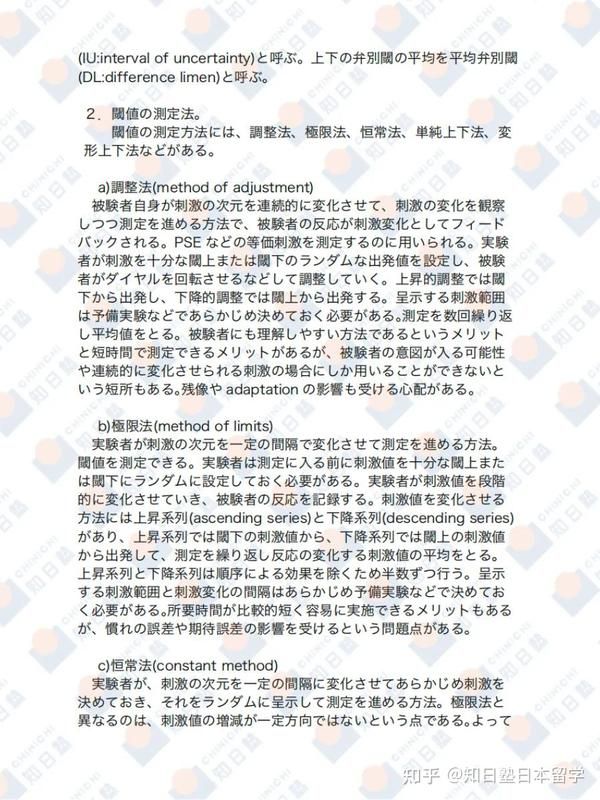 (IU:interval of uncertainty)と呼ぶ。上下の弁別閾の平均を平均弁別閾
(DL:difference limen)と呼ぶ。
２．閾値の測定法。
閾値の測定方法には、調整法、極限法、恒常法、単純上下法、変
形上下法などがある。
a)調整法(method of adjustment)
被験者自身が刺激の次元を連続的に変化させて、刺激の変化を観察
しつつ測定を進める方法で、被験者の反応が刺激変化としてフィード
バックされる。PSE などの等価刺激を測定するのに用いられる。実験
者が刺激を十分な閾上または閾下のランダムな出発値を設定し、被験
者がダイヤルを回転させるなどして調整していく。上昇的調整では閾
下から出発し、下降的調整では閾上から出発する。呈示する刺激範囲
は予備実験などであらかじめ決めておく必要がある。測定を数回繰り返
し平均値をとる。被験者にも理解しやすい方法であるというメリット
と短時間で測定できるメリットがあるが、被験者の意図が入る可能性
や連続的に変化させられる刺激の場合にしか用いることができないと
いう短所もある。残像や adaptation の影響も受ける心配がある。
b)極限法(method of limits)
実験者が刺激の次元を一定の間隔で変化させて測定を進める方法。
閾値を測定できる。実験者は測定に入る前に刺激値を十分な閾上また
は閾下にランダムに設定しておく必要がある。実験者が刺激値を段階
的に変化させていき、被験者の反応を記録する。刺激値を変化させる
方法には上昇系列(ascending series)と下降系列(descending series)
があり、上昇系列では閾下の刺激値から、下降系列では閾上の刺激値
から出発して、測定を繰り返し反応の変化する刺激値の平均をとる。
上昇系列と下降系列は順序による効果を除くため半数ずつ行う。呈示
する刺激範囲と刺激変化の間隔はあらかじめ予備実験などで決めてお
く必要がある。所要時間が比較的短く容易に実施できるメリットもある
が、慣れの誤差や期待誤差の影響を受けるという問題点がある。
c)恒常法(constant method)
実験者が、刺激の次元を一定の間隔に変化させてあらかじめ刺激を
決めておき、それをランダムに呈示して測定を進める方法。極限法と
異なるのは、刺激値の増減が一定方向ではないという点である。よって
知乎 @知日塾日本留学